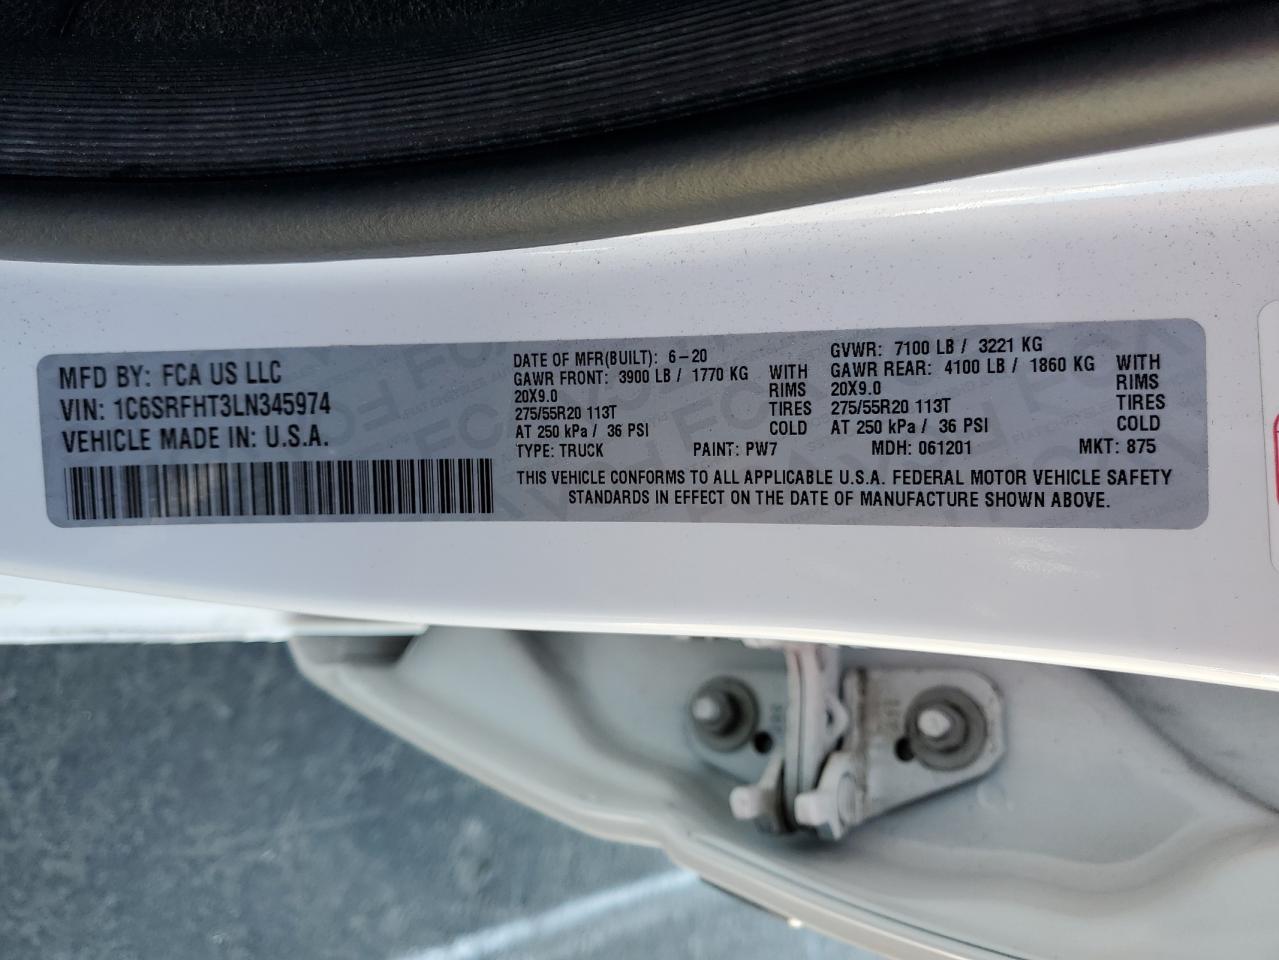 MFD BY: FCA US LLC
VIN: 1C6SRFHT3LN345974
VEHICLE MADE IN: U.S.A.
DATE OF MFR(BUILT): 6-20
GAWR FRONT: 3900 LB / 1770 KG WITH
20X9.0 RIMS
275/55R20 113T TIRES
AT 250 kPa / 36 PSI COLD
TYPE: TRUCK PAINT: PW7
GVWR: 7100 LB / 3221 KG
GAWR REAR: 4100 LB / 1860 KG WITH
20X9.0 RIMS
275/55R20 113T TIRES
AT 250 kPa / 36 PSI COLD
MDH: 061201 MKT: 875
THIS VEHICLE CONFORMS TO ALL APPLICABLE U.S.A. FEDERAL MOTOR VEHICLE SAFETY
STANDARDS IN EFFECT ON THE DATE OF MANUFACTURE SHOWN ABOVE.